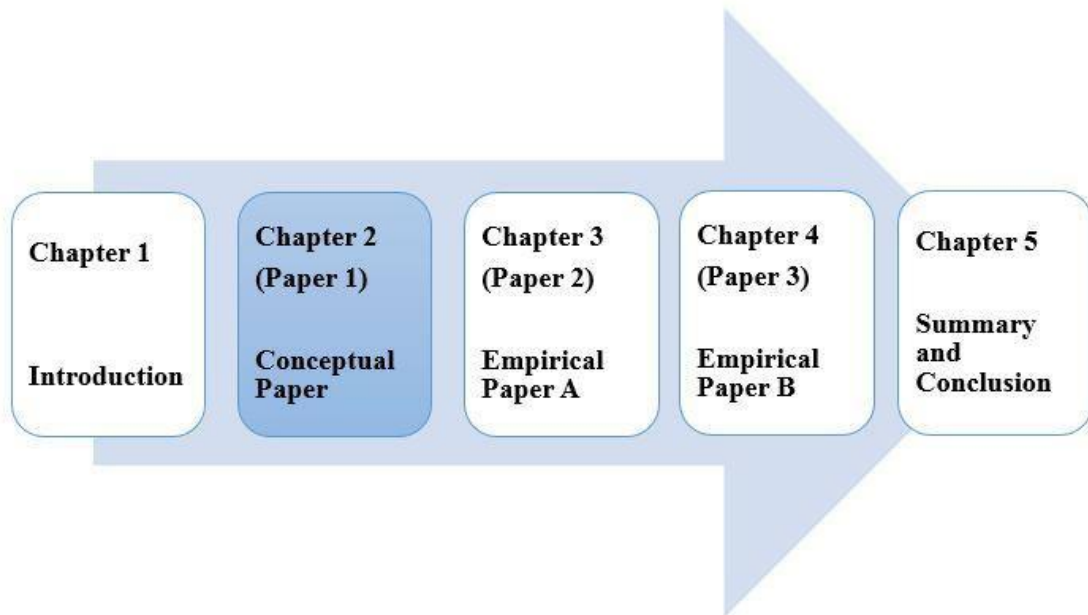 Chapter 1
Introduction
Chapter 2
(Paper 1)
Conceptual
Paper
Chapter 3
(Paper 2)
Empirical
Paper A
Chapter 4
(Paper 3)
Empirical
Paper B
Chapter 5
Summary
and
Conclusion